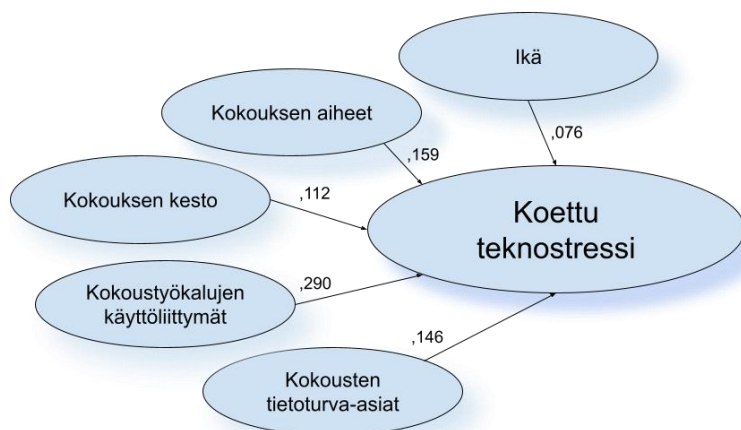 Ikä
,076
Kokouksen aiheet
,159
Kokouksen kesto
,112
Koettu
teknostressi
Kokoustyökalujen
käyttöliittymät
,290
,146
Kokousten
tietoturva-asiat